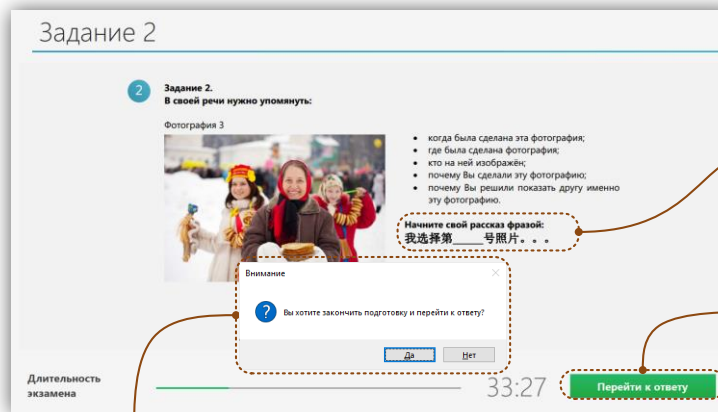 Задание 2
2
Задание 2.
В своей речи нужно упомянуть:
Фотография 3
• когда была сделана эта фотография;
• где была сделана фотография;
• кто на ней изображён;
• почему Вы сделали эту фотографию;
• почему Вы решили показать другу именно
эту фотографию.
Начните свой рассказ фразой:
我选择第_____号照片。。。
Внимание
Вы хотите закончить подготовку и перейти к ответу?
Да
Нет
Длительность
экзамена
33:27
Перейти к ответу